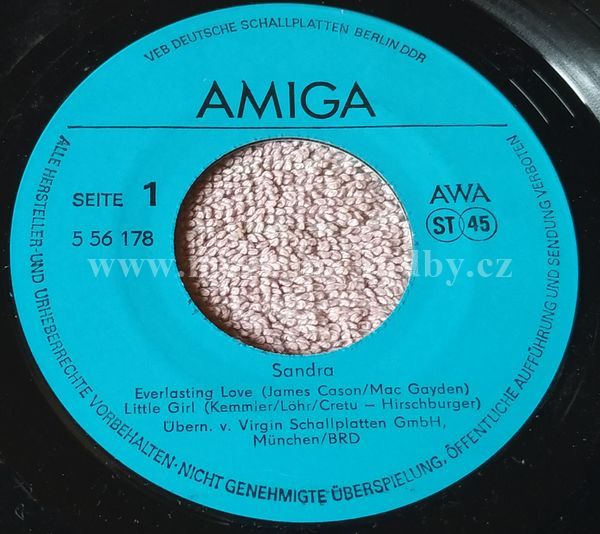 VEB DEUTSCHE SCHALLPLATTEN BERLIN DDR
AMIGA
SEITE 1
5 56 178
AWA
ST 45
Sandra
Everlasting Love (James Cason/Mac Gayden)
Little Girl (Kemmler/Löhr/Cretu – Hirschburger)
Übern. v. Virgin Schallplatten GmbH,
München/BRD
ALLE HERSTELLER- UND URHEBERRECHTE VORBEHALTEN · NICHT GENEHMIGTE ÜBERSPIELUNG, ÖFFENTLICHE AUFFÜHRUNG UND SENDUNG VERBOTEN